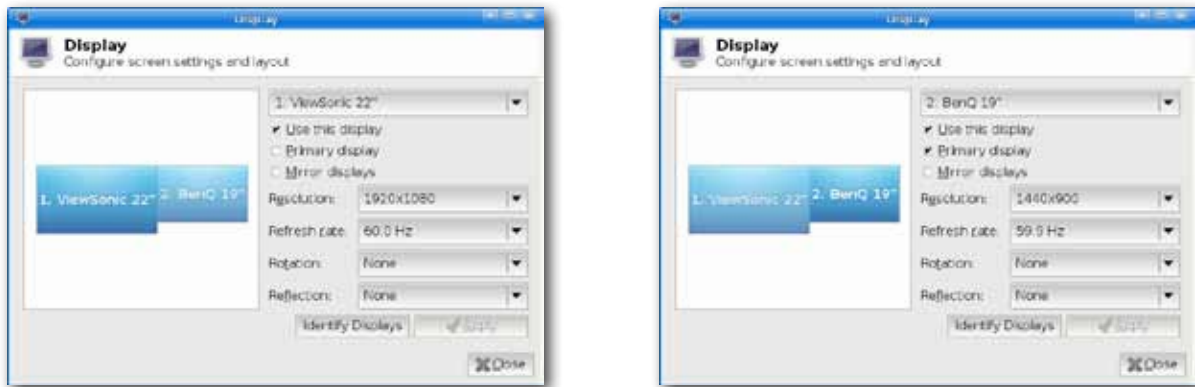 Display
Display
Configure screen settings and layout
1. ViewSonic 22"
Use this display
Primary display
Mirror displays
1. ViewSonic 22"
2. BenQ 19"
Resolution:
1920x1080
Refresh rate:
60.0 Hz
Rotation:
None
Reflection:
None
Identify Displays
Apply
Close
Display
Display
Configure screen settings and layout
2. BenQ 19"
Use this display
Primary display
Mirror displays
1. ViewSonic 22"
2. BenQ 19"
Resolution:
1440x900
Refresh rate:
59.9 Hz
Rotation:
None
Reflection:
None
Identify Displays
Apply
Close